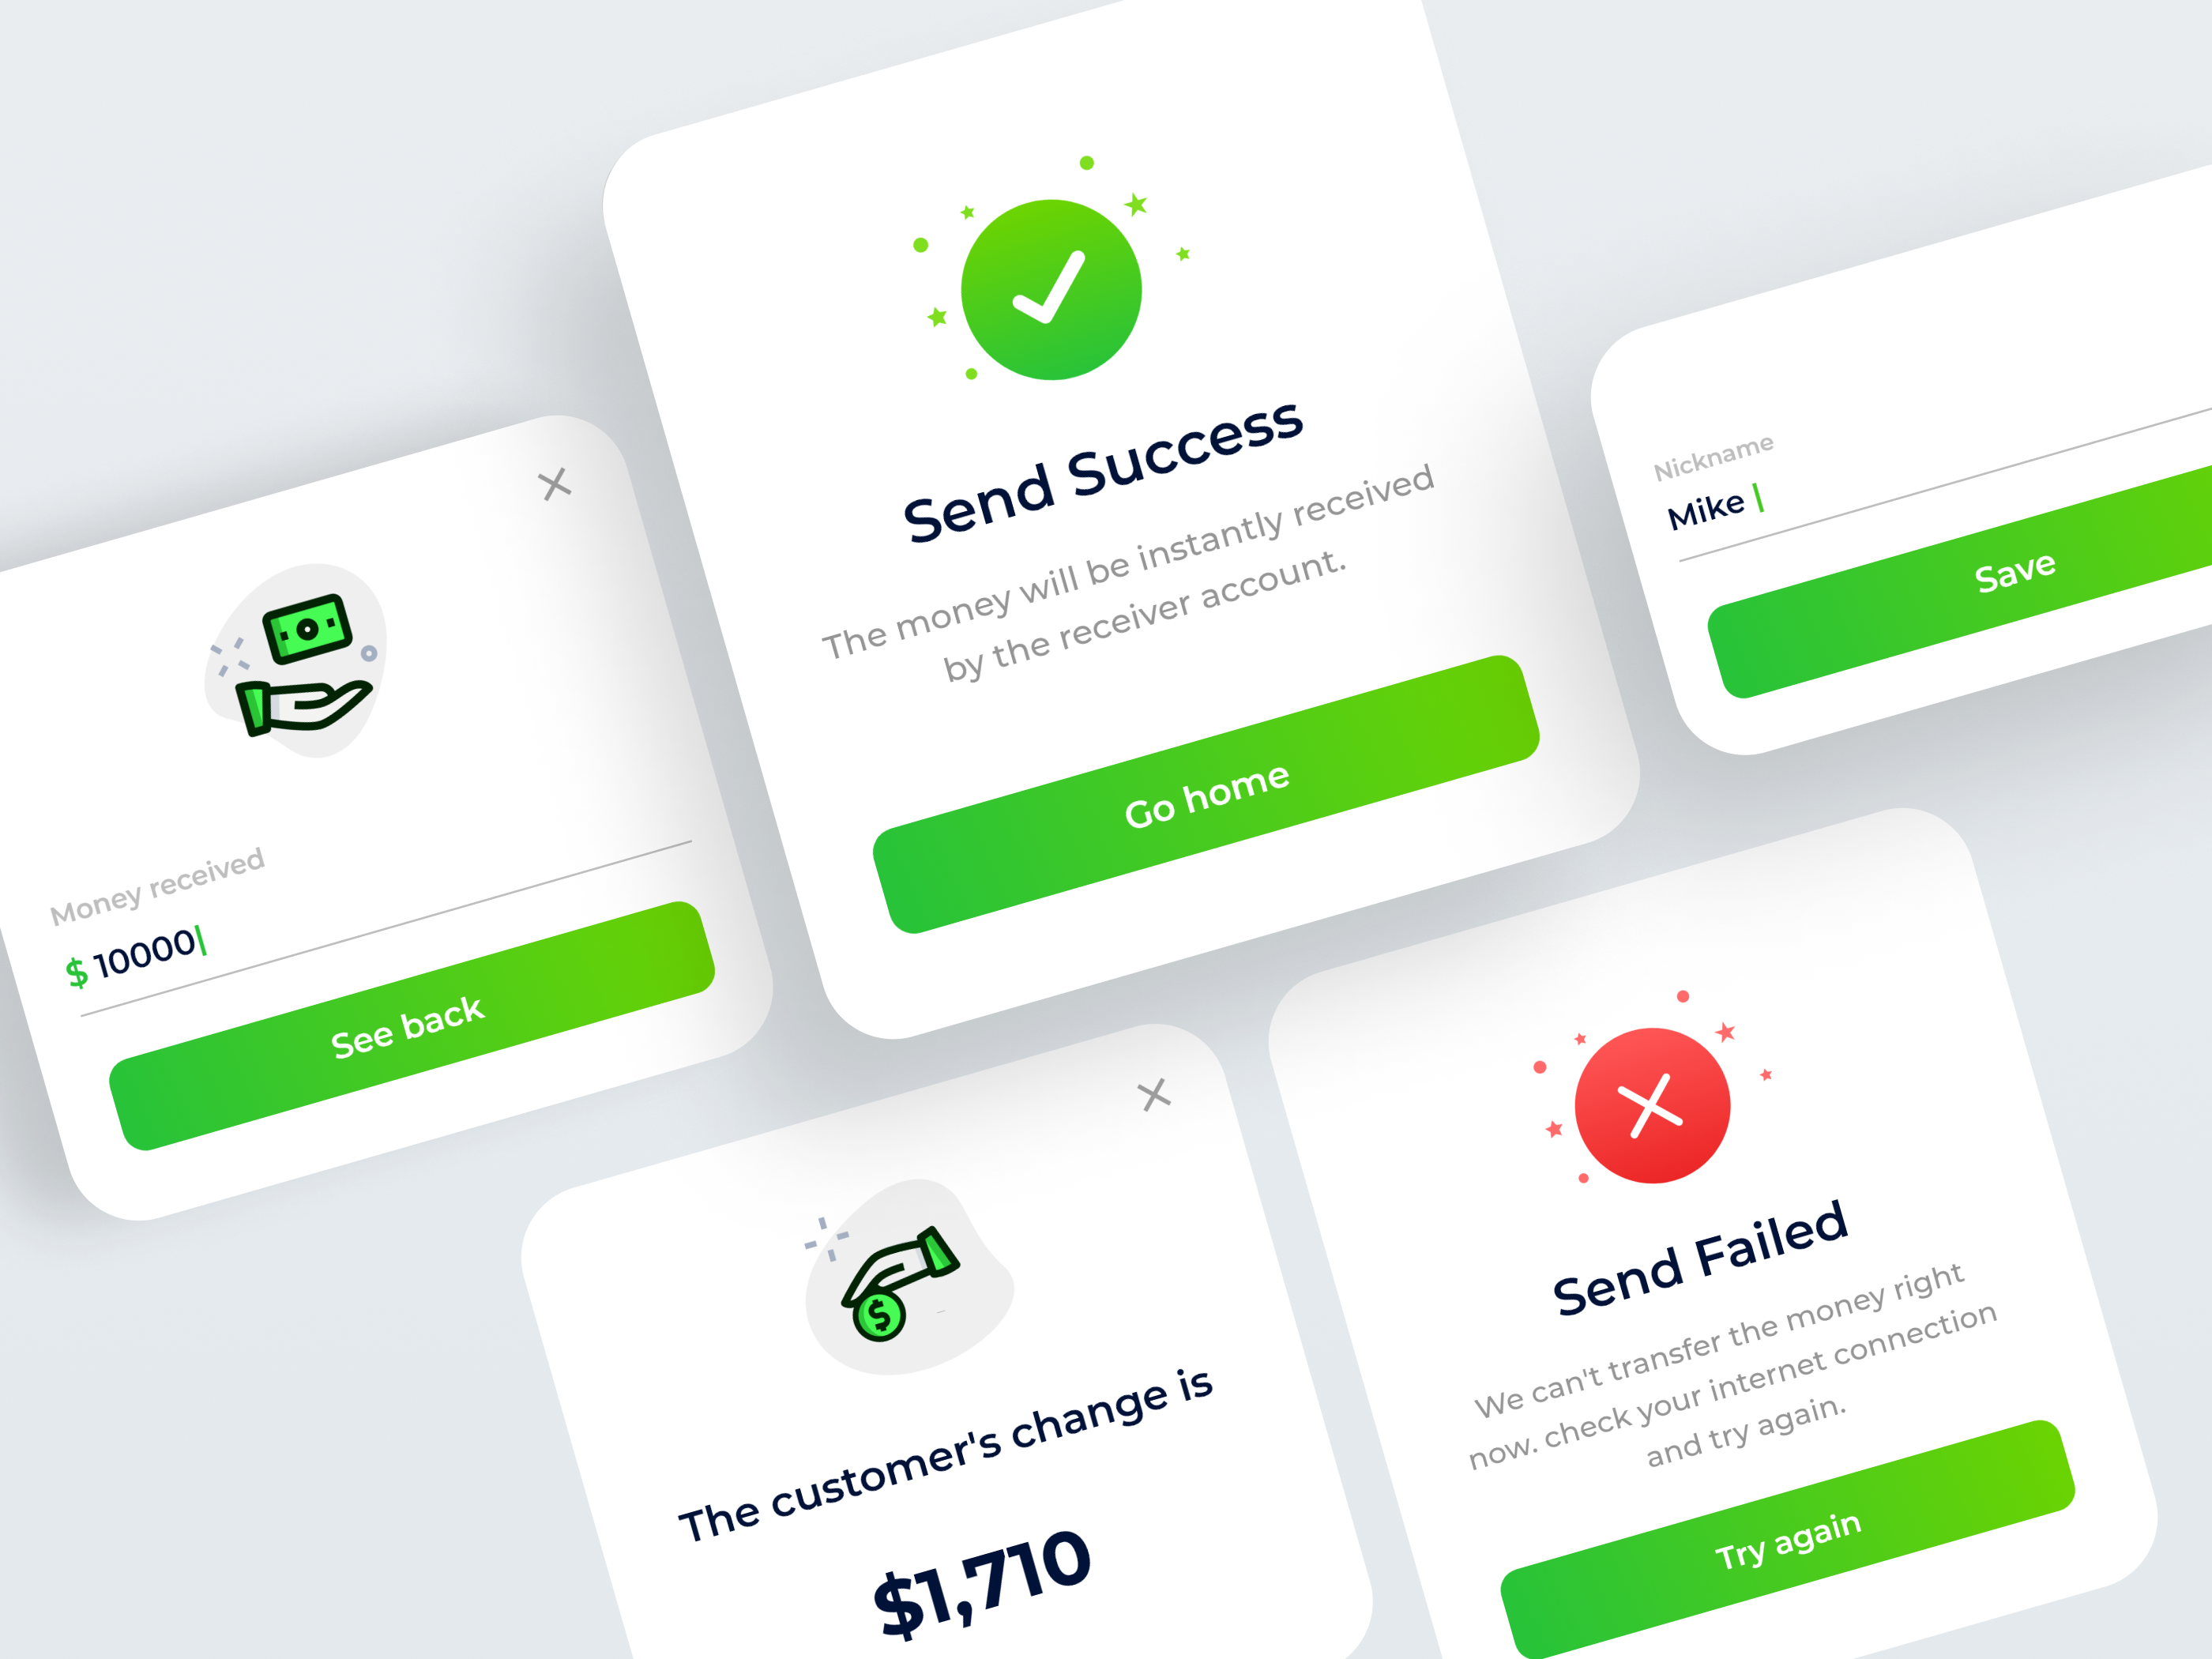 Send Success
The money will be instantly received
by the receiver account.
Go home
Nickname
Mike
Save
Money received
$ 10000
See back
The customer's change is
$1,710
Send Failed
We can't transfer the money right
now. check your internet connection
and try again.
Try again